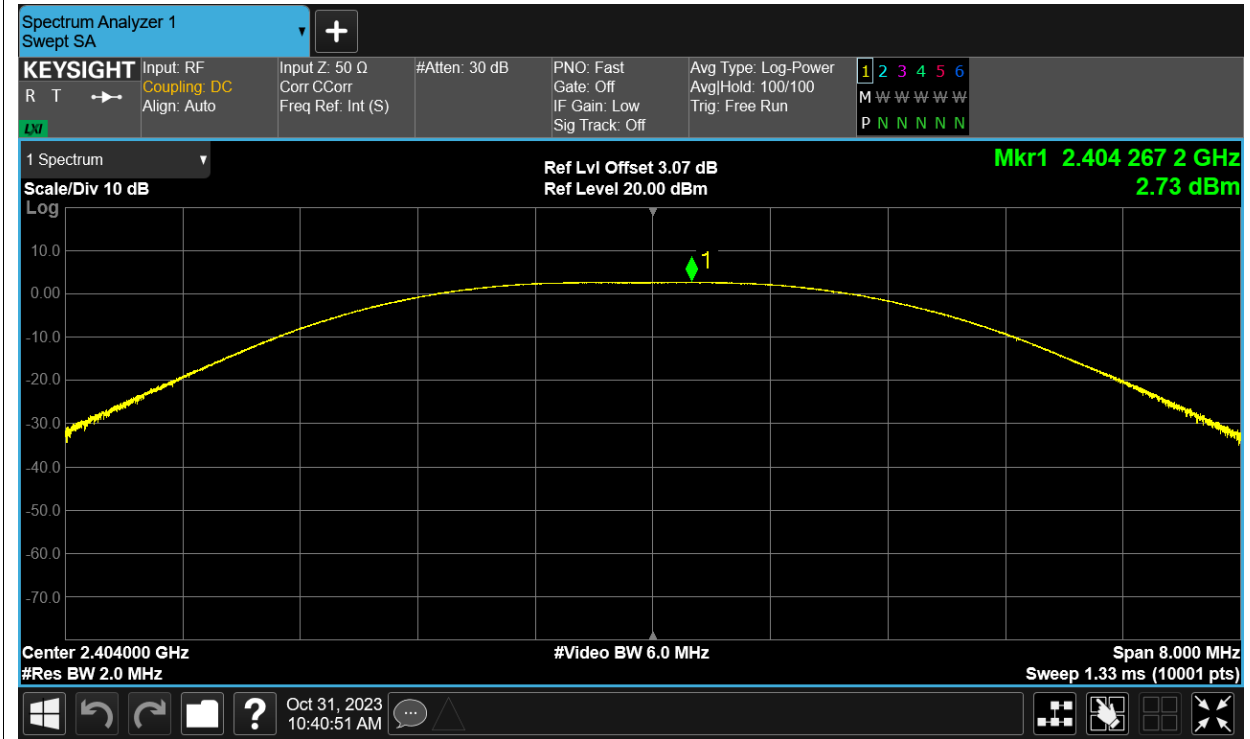 Spectrum Analyzer 1
Swept SA
KEYSIGHT
R T
LXI
Input: RF
Coupling: DC
Align: Auto
Input Z: 50 Ω
Corr CCorr
Freq Ref: Int (S)
#Atten: 30 dB
PNO: Fast
Gate: Off
IF Gain: Low
Sig Track: Off
Avg Type: Log-Power
Avg|Hold: 100/100
Trig: Free Run
1 2 3 4 5 6
M W W W W W W
P N N N N N N
1 Spectrum
Scale/Div 10 dB
Ref Lvl Offset 3.07 dB
Ref Level 20.00 dBm
Mkr1 2.404 267 2 GHz
2.73 dBm
Log
10.0
0.00
-10.0
-20.0
-30.0
-40.0
-50.0
-60.0
-70.0
1
Center 2.404000 GHz
#Video BW 6.0 MHz
Span 8.000 MHz
#Res BW 2.0 MHz
Sweep 1.33 ms (10001 pts)
?
Oct 31, 2023
10:40:51 AM